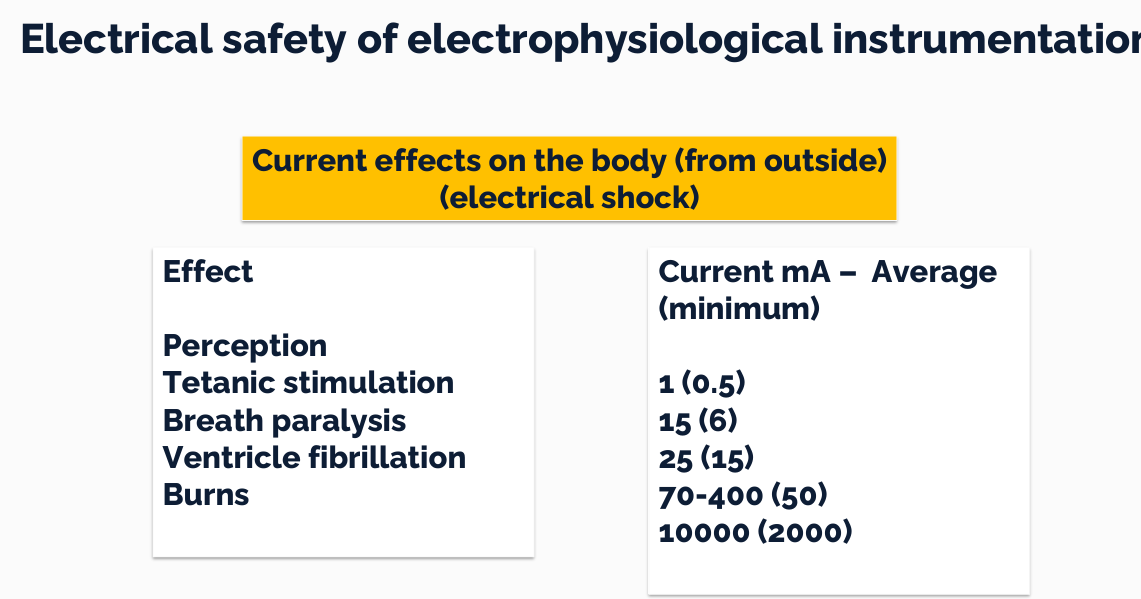 Electrical safety of electrophysiological instrumentation
Current effects on the body (from outside)
(electrical shock)
Effect
Perception
Tetanic stimulation
Breath paralysis
Ventricle fibrillation
Burns
Current mA – Average
(minimum)
1 (0.5)
15 (6)
25 (15)
70-400 (50)
10000 (2000)